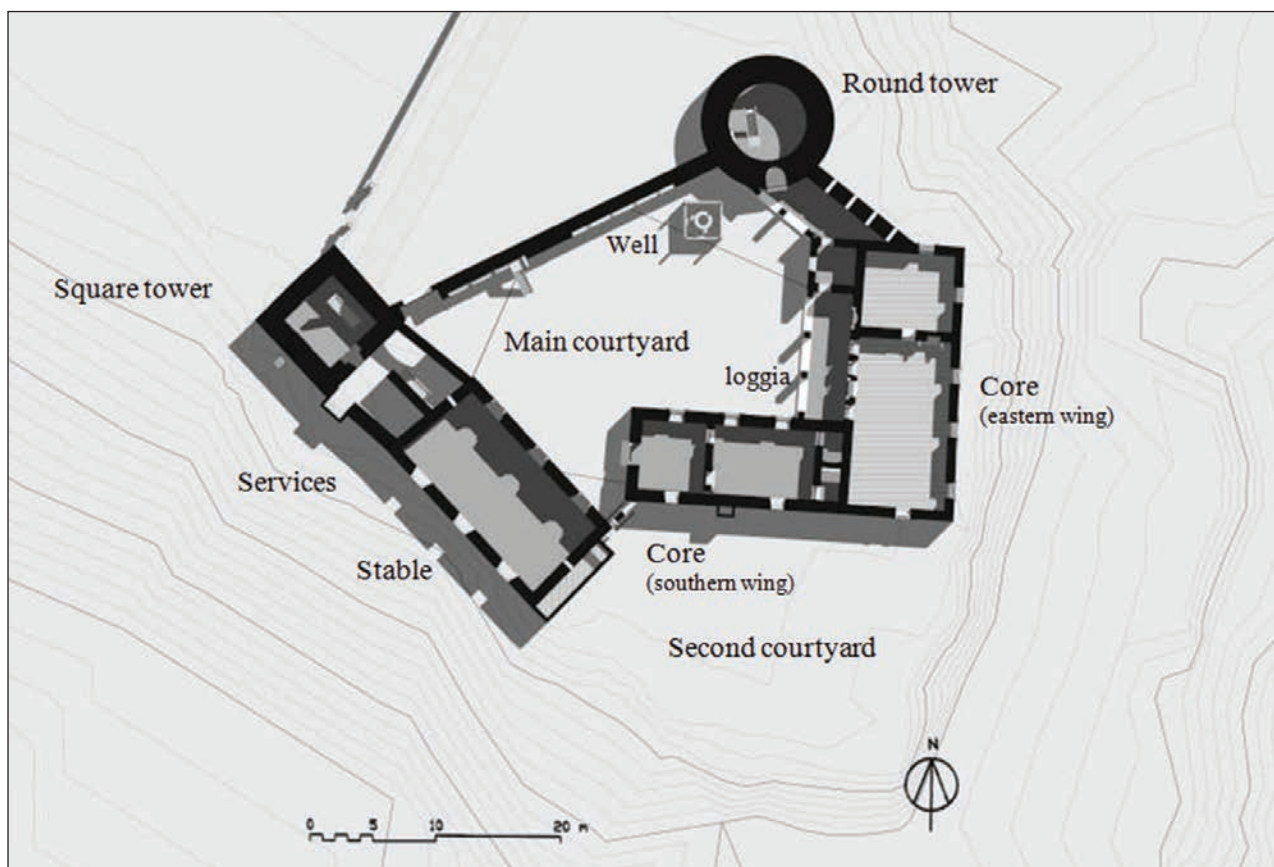 Round tower
Well
Square tower
Main courtyard
loggia
Core
(eastern wing)
Services
Stable
Core
(southern wing)
Second courtyard
N
0 5 10 20 m